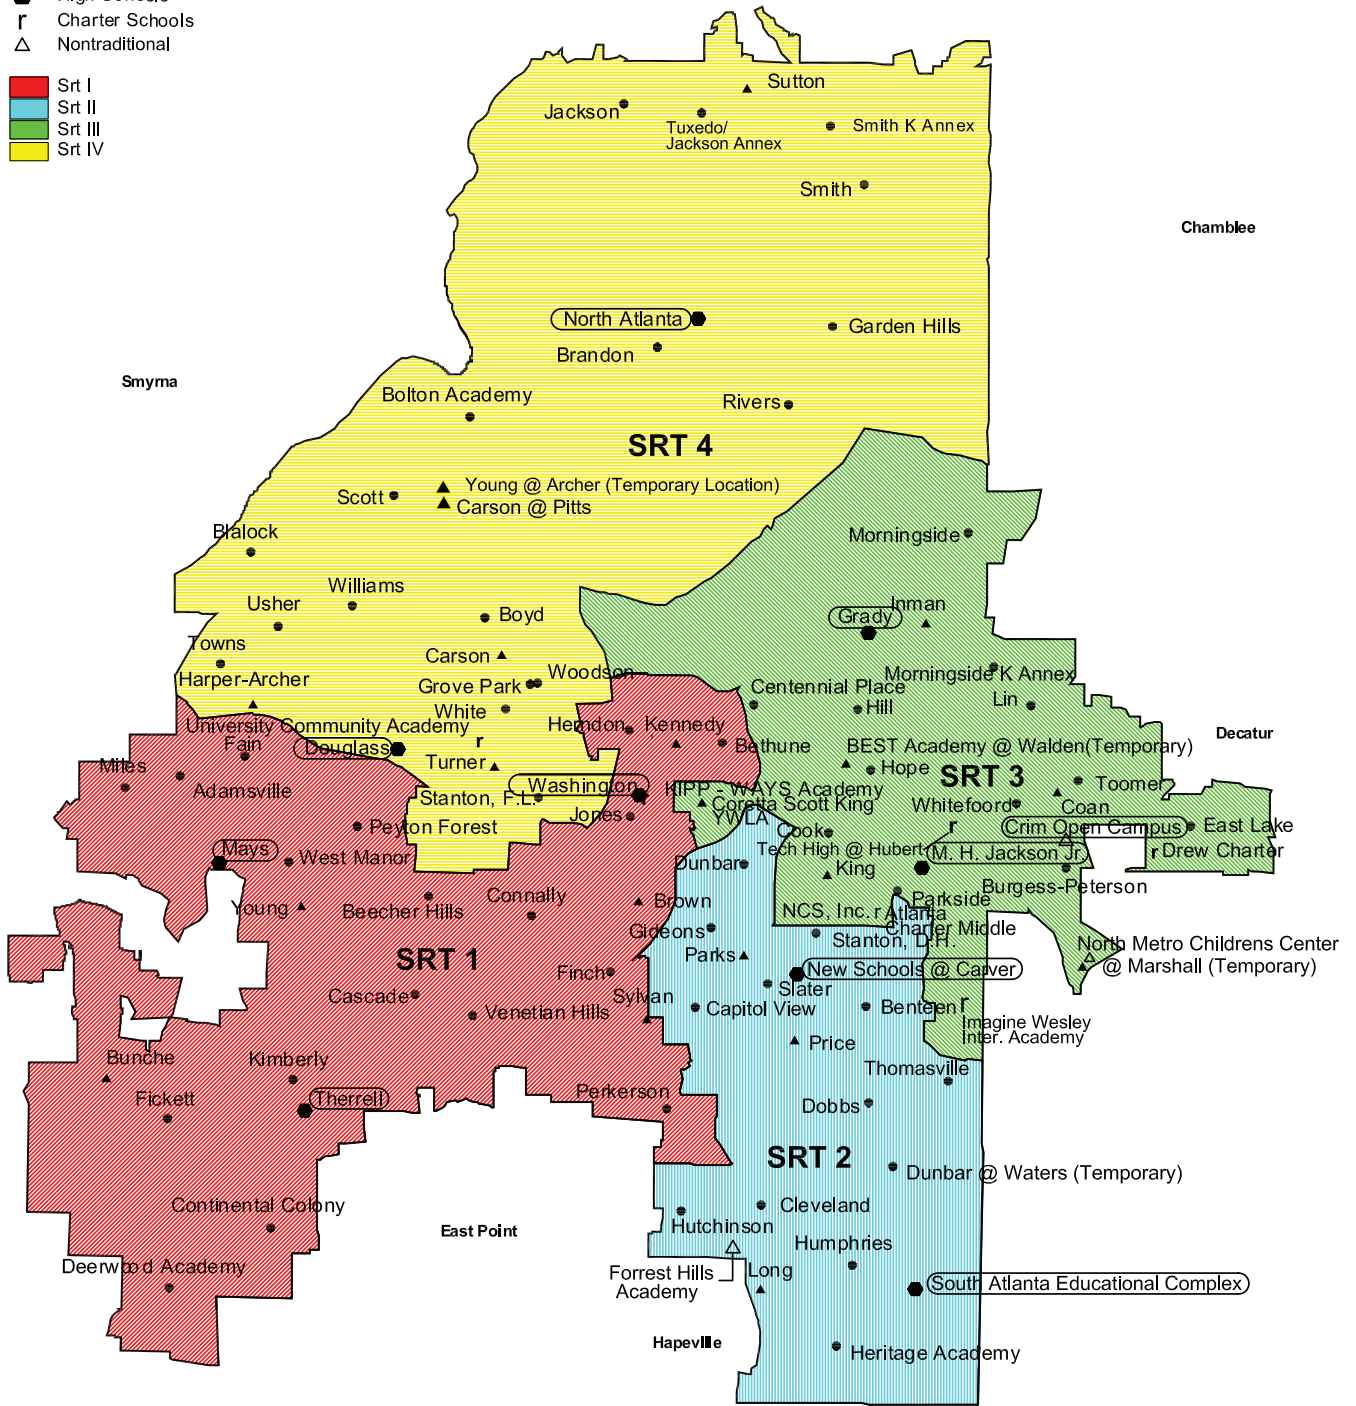 High Schools
r Charter Schools
Nontraditional
Srt I
Srt II
Srt III
Srt IV
Sutton
Jackson
Tuxedo/
Jackson Annex
Smith K Annex
Smith
Chamblee
North Atlanta
Garden Hills
Brandon
Smyrna
Bolton Academy
Rivers
SRT 4
Young @ Archer (Temporary Location)
Scott
Carson @ Pitts
Blalock
Morningside
Williams
Usher
Inman
Boyd
Grady
Towns
Carson
Woodson
Morningside K Annex
Harper-Archer
Grove Park
Centennial Place
Lin
White
Hill
University Community Academy
Herndon
Kennedy
Decatur
Fain
Douglass
r
Bethune
BEST Academy @ Walden(Temporary)
Miles
Turner
Hope
SRT 3
Adamsville
Washington
KIPP - WAYS Academy
Toomer
Stanton, F.L.
Coretta Scott King
YWLA
Whitefoord
Coan
Jones
Peyton Forest
Cook
r
Crim Open Campus
East Lake
Mays
West Manor
Tech High @ Hubert
M. H. Jackson Jr.
r Drew Charter
Dunbar
King
Burgess-Peterson
Connally
Young
Beecher Hills
Brown
Parkside
NCS, Inc. r Atlanta
Charter Middle
Gideons
Stanton, D.H.
North Metro Childrens Center
@ Marshall (Temporary)
SRT 1
Parks
New Schools @ Carver
Finch
Slater
Cascade
Sylvan
Capitol View
Benteen
r
Venetian Hills
Imagine Wesley
Inter. Academy
Price
Bunche
Kimberly
Thomasville
Fickett
Therrell
Perkerson
Dobbs
SRT 2
Dunbar @ Waters (Temporary)
Continental Colony
Cleveland
East Point
Hutchinson
Humphries
Deerwood Academy
Forrest Hills
Academy
Long
South Atlanta Educational Complex
Hapeville
Heritage Academy